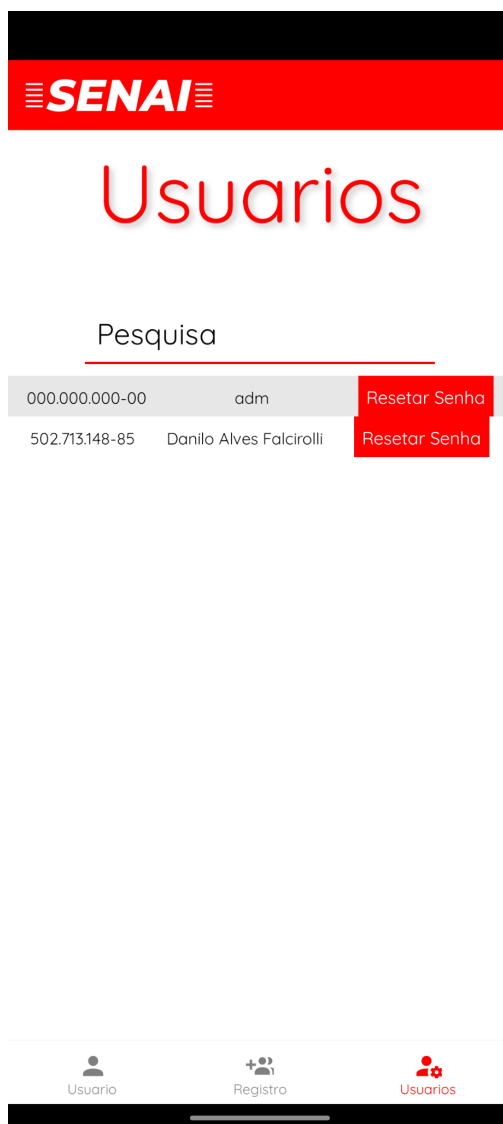 SENAI
Usuarios
Pesquisa
000.000.000-00 adm Resetar Senha
502.713.148-85 Danilo Alves Falcirolli Resetar Senha
Usuario Registro Usuarios